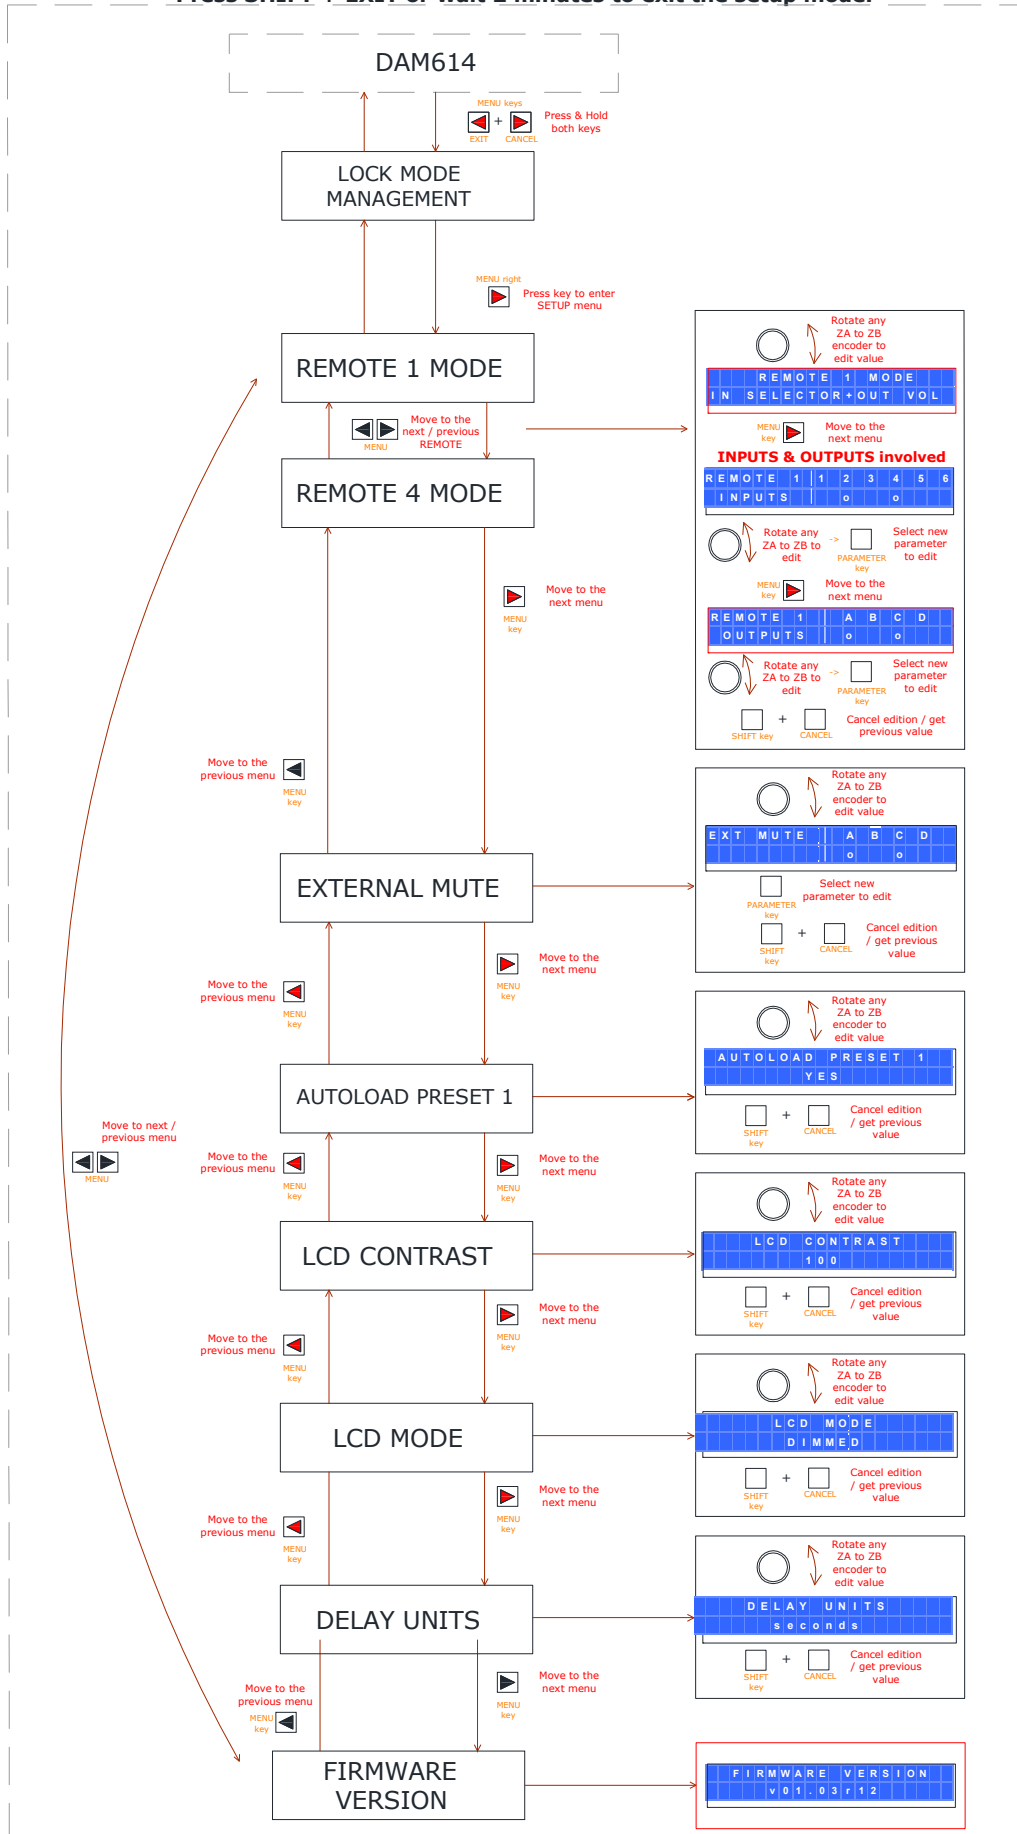 Press SHIFT + EXIT or wait 2 minutes to exit the setup mode.
DAM614
MENU keys
+
EXIT
CANCEL
Press & Hold
both keys
LOCK MODE
MANAGEMENT
MENU right
Press key to enter
SETUP menu
REMOTE 1 MODE
MENU
Move to the
next / previous
REMOTE
REMOTE 4 MODE
Rotate any
ZA to ZB
encoder to
edit value
REMOTE 1 MODE
IN SELECTOR+OUT VOL
MENU
key
Move to the
next menu
INPUTS & OUTPUTS involved
REMOTE 1 1 2 3 4 5 6
INPUTS o o
Rotate any
ZA to ZB to
edit
->
PARAMETER
key
Select new
parameter
to edit
MENU
key
Move to the
next menu
REMOTE 1 A B C D
OUTPUTS o o
Rotate any
ZA to ZB to
edit
->
PARAMETER
key
Select new
parameter
to edit
SHIFT key
+
CANCEL
Cancel edition / get
previous value
MENU
key
Move to the
next menu
Move to the
previous menu
MENU
key
EXTERNAL MUTE
Rotate any
ZA to ZB
encoder to
edit value
EXT MUTE A B C D
o o
PARAMETER
key
Select new
parameter to edit
SHIFT
key
+
CANCEL
Cancel edition
/ get previous
value
MENU
key
Move to the
next menu
Move to the
previous menu
MENU
key
AUTOLOAD PRESET 1
Rotate any
ZA to ZB
encoder to
edit value
AUTOLOAD PRESET 1
YES
SHIFT
key
+
CANCEL
Cancel edition
/ get previous
value
Move to next /
previous menu
MENU
Move to the
previous menu
MENU
key
MENU
key
Move to the
next menu
LCD CONTRAST
Rotate any
ZA to ZB
encoder to
edit value
LCD CONTRAST
100
SHIFT
key
+
CANCEL
Cancel edition
/ get previous
value
Move to the
previous menu
MENU
key
MENU
key
Move to the
next menu
LCD MODE
Rotate any
ZA to ZB
encoder to
edit value
LCD MODE
DIMMED
SHIFT
key
+
CANCEL
Cancel edition
/ get previous
value
Move to the
previous menu
MENU
key
MENU
key
Move to the
next menu
DELAY UNITS
Rotate any
ZA to ZB
encoder to
edit value
DELAY UNITS
seconds
SHIFT
key
+
CANCEL
Cancel edition
/ get previous
value
Move to the
previous menu
MENU
key
MENU
key
Move to the
next menu
FIRMWARE
VERSION
FIRMWARE VERSION
v01.03r12